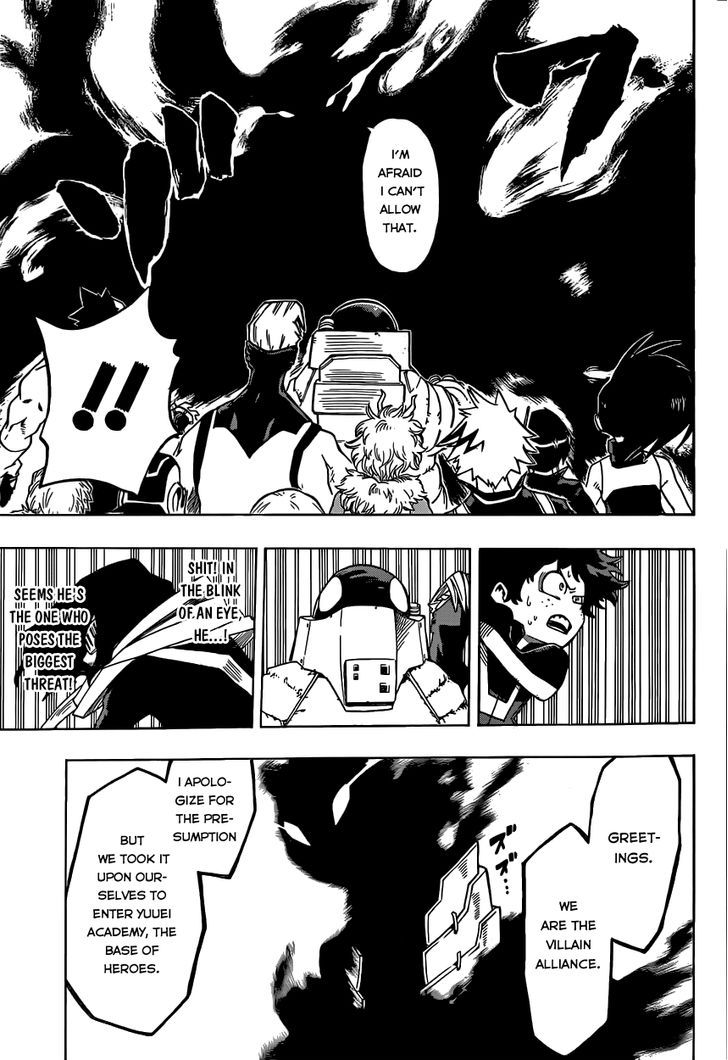 I'M
AFRAID
I CAN'T
ALLOW
THAT.
!!
SHIT! IN
THE BLINK
OF AN EYE,
HE...!
SEEMS HE'S
THE ONE WHO
POSES THE
BIGGEST
THREAT!
GREET-
INGS.
WE
ARE THE
VILLAIN
ALLIANCE.
ズズ...
I APOLO-
GIZE FOR
THE PRE-
SUMPTION
BUT
WE TOOK IT
UPON OUR-
SELVES TO
ENTER YUUEI
ACADEMY, THE
BASE OF
HEROES.